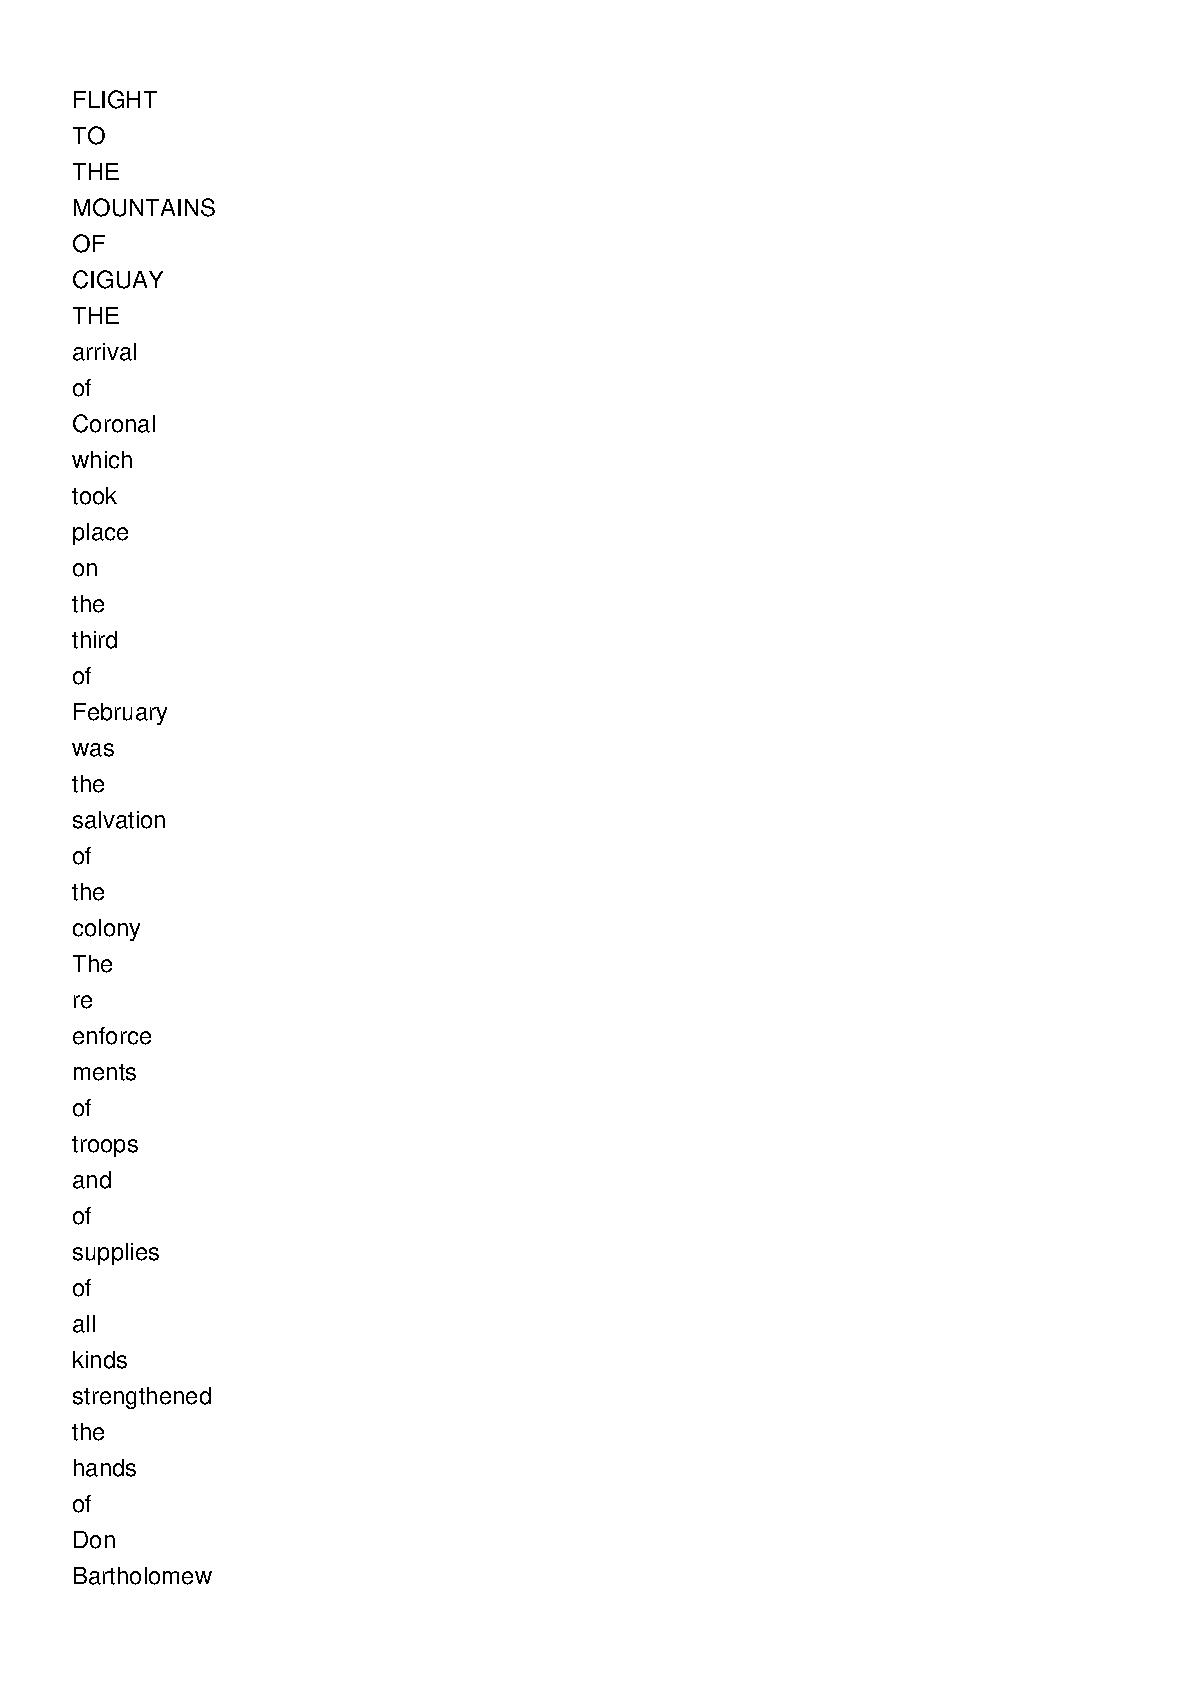 FLIGHT
TO
THE
MOUNTAINS
OF
CIGUAY
THE
arrival
of
Coronal
which
took
place
on
the
third
of
February
was
the
salvation
of
the
colony
The
re
enforce
ments
of
troops
and
of
supplies
of
all
kinds
strengthened
the
hands
of
Don
Bartholomew